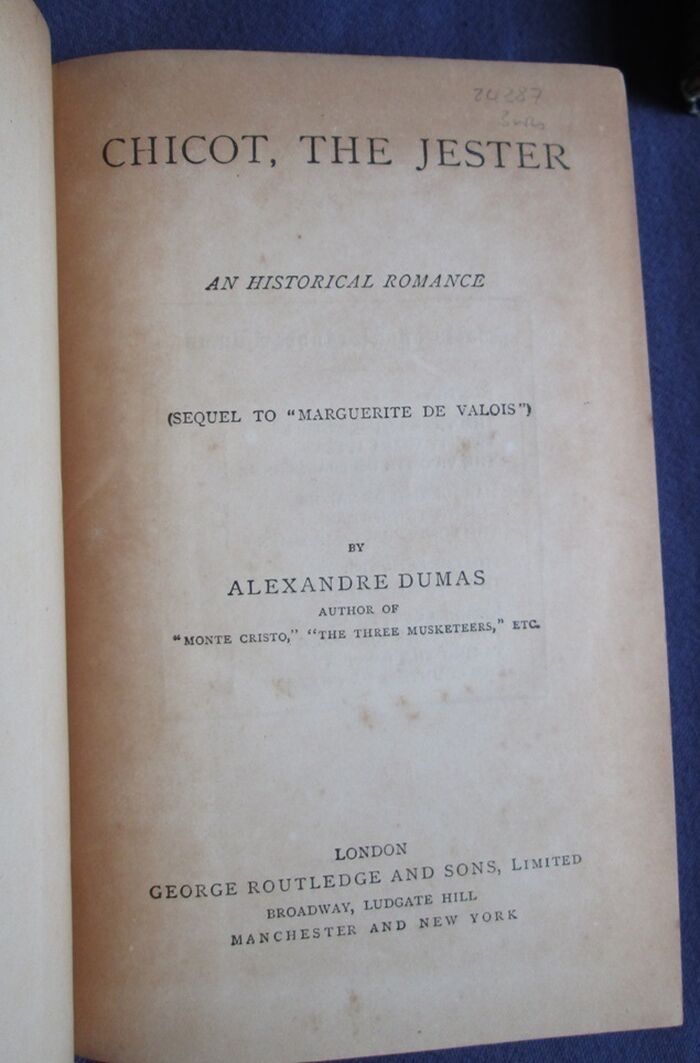 24287
CHICOT, THE JESTER
AN HISTORICAL ROMANCE
(SEQUEL TO "MARGUERITE DE VALOIS")
BY
ALEXANDRE DUMAS
AUTHOR OF
"MONTE CRISTO," "THE THREE MUSKETEERS," ETC.
LONDON
GEORGE ROUTLEDGE AND SONS, LIMITED
BROADWAY, LUDGATE HILL
MANCHESTER AND NEW YORK